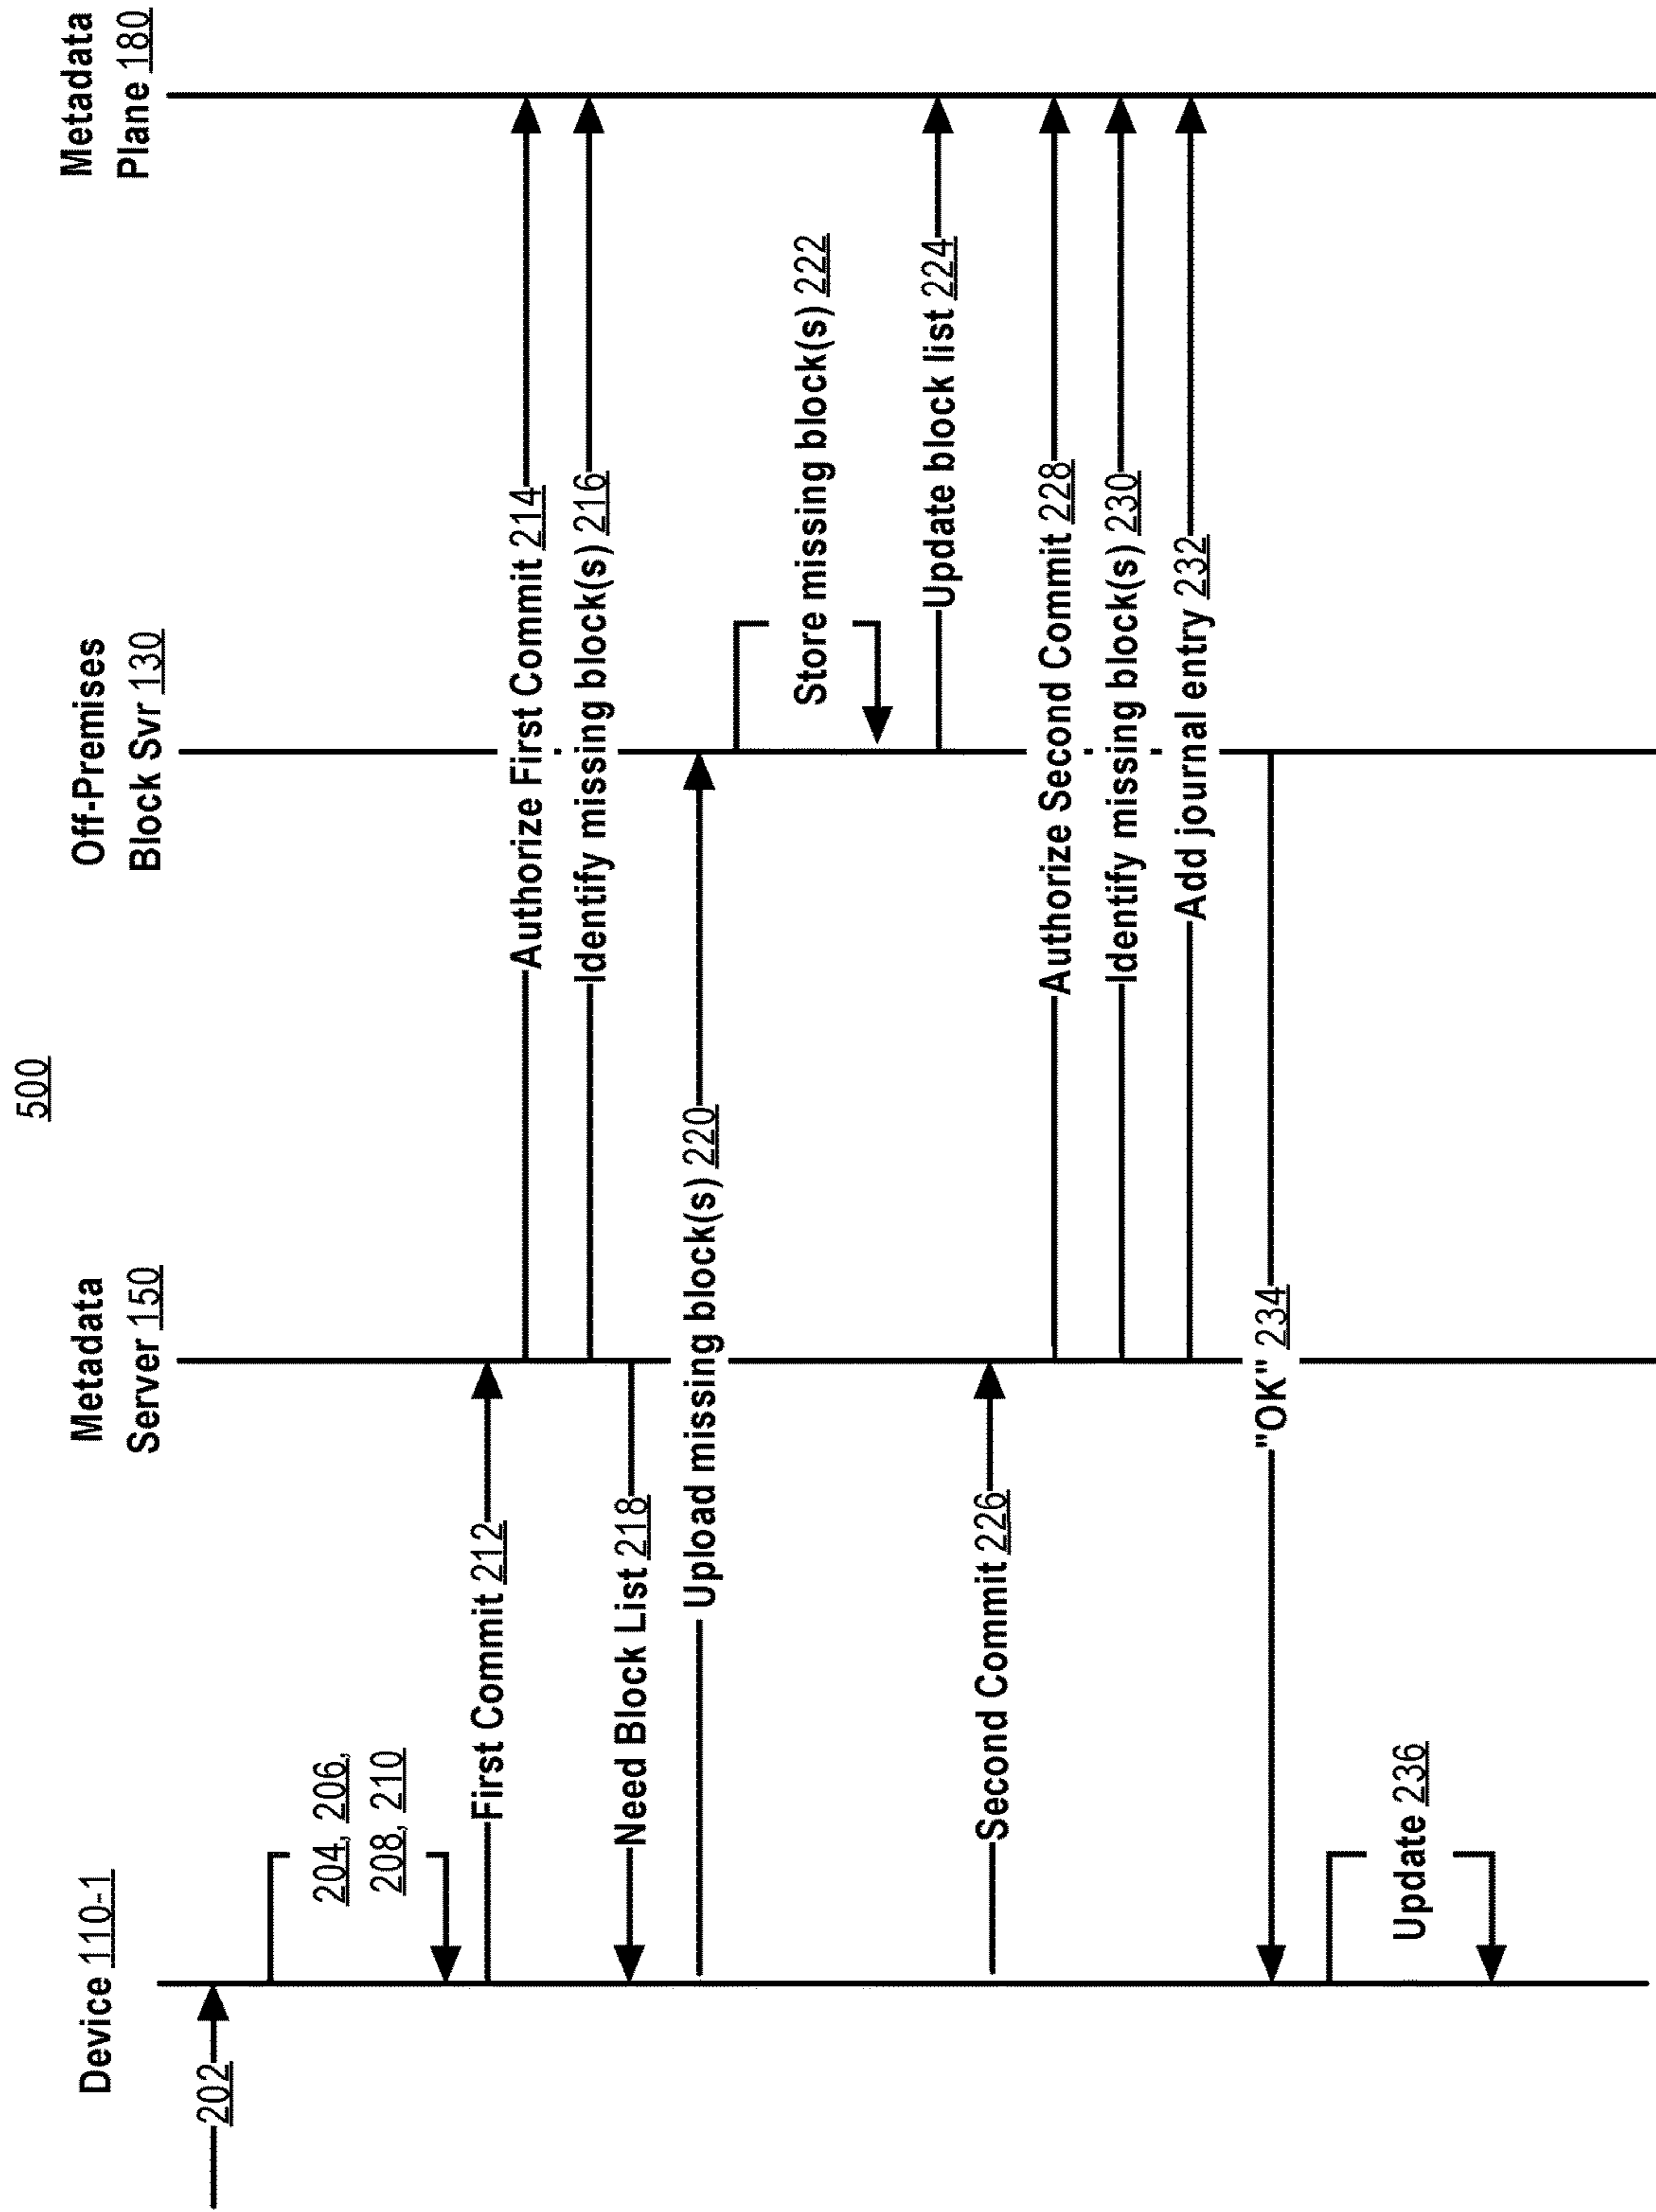 500
Device 110-1
Metadata
Server 150
Off-Premises
Block Svr 130
Metadata
Plane 180
202
204, 206,
208, 210
First Commit 212
Authorize First Commit 214
Identify missing block(s) 216
Need Block List 218
Upload missing block(s) 220
Store missing block(s) 222
Update block list 224
Second Commit 226
Authorize Second Commit 228
Identify missing block(s) 230
Add journal entry 232
"OK" 234
Update 236